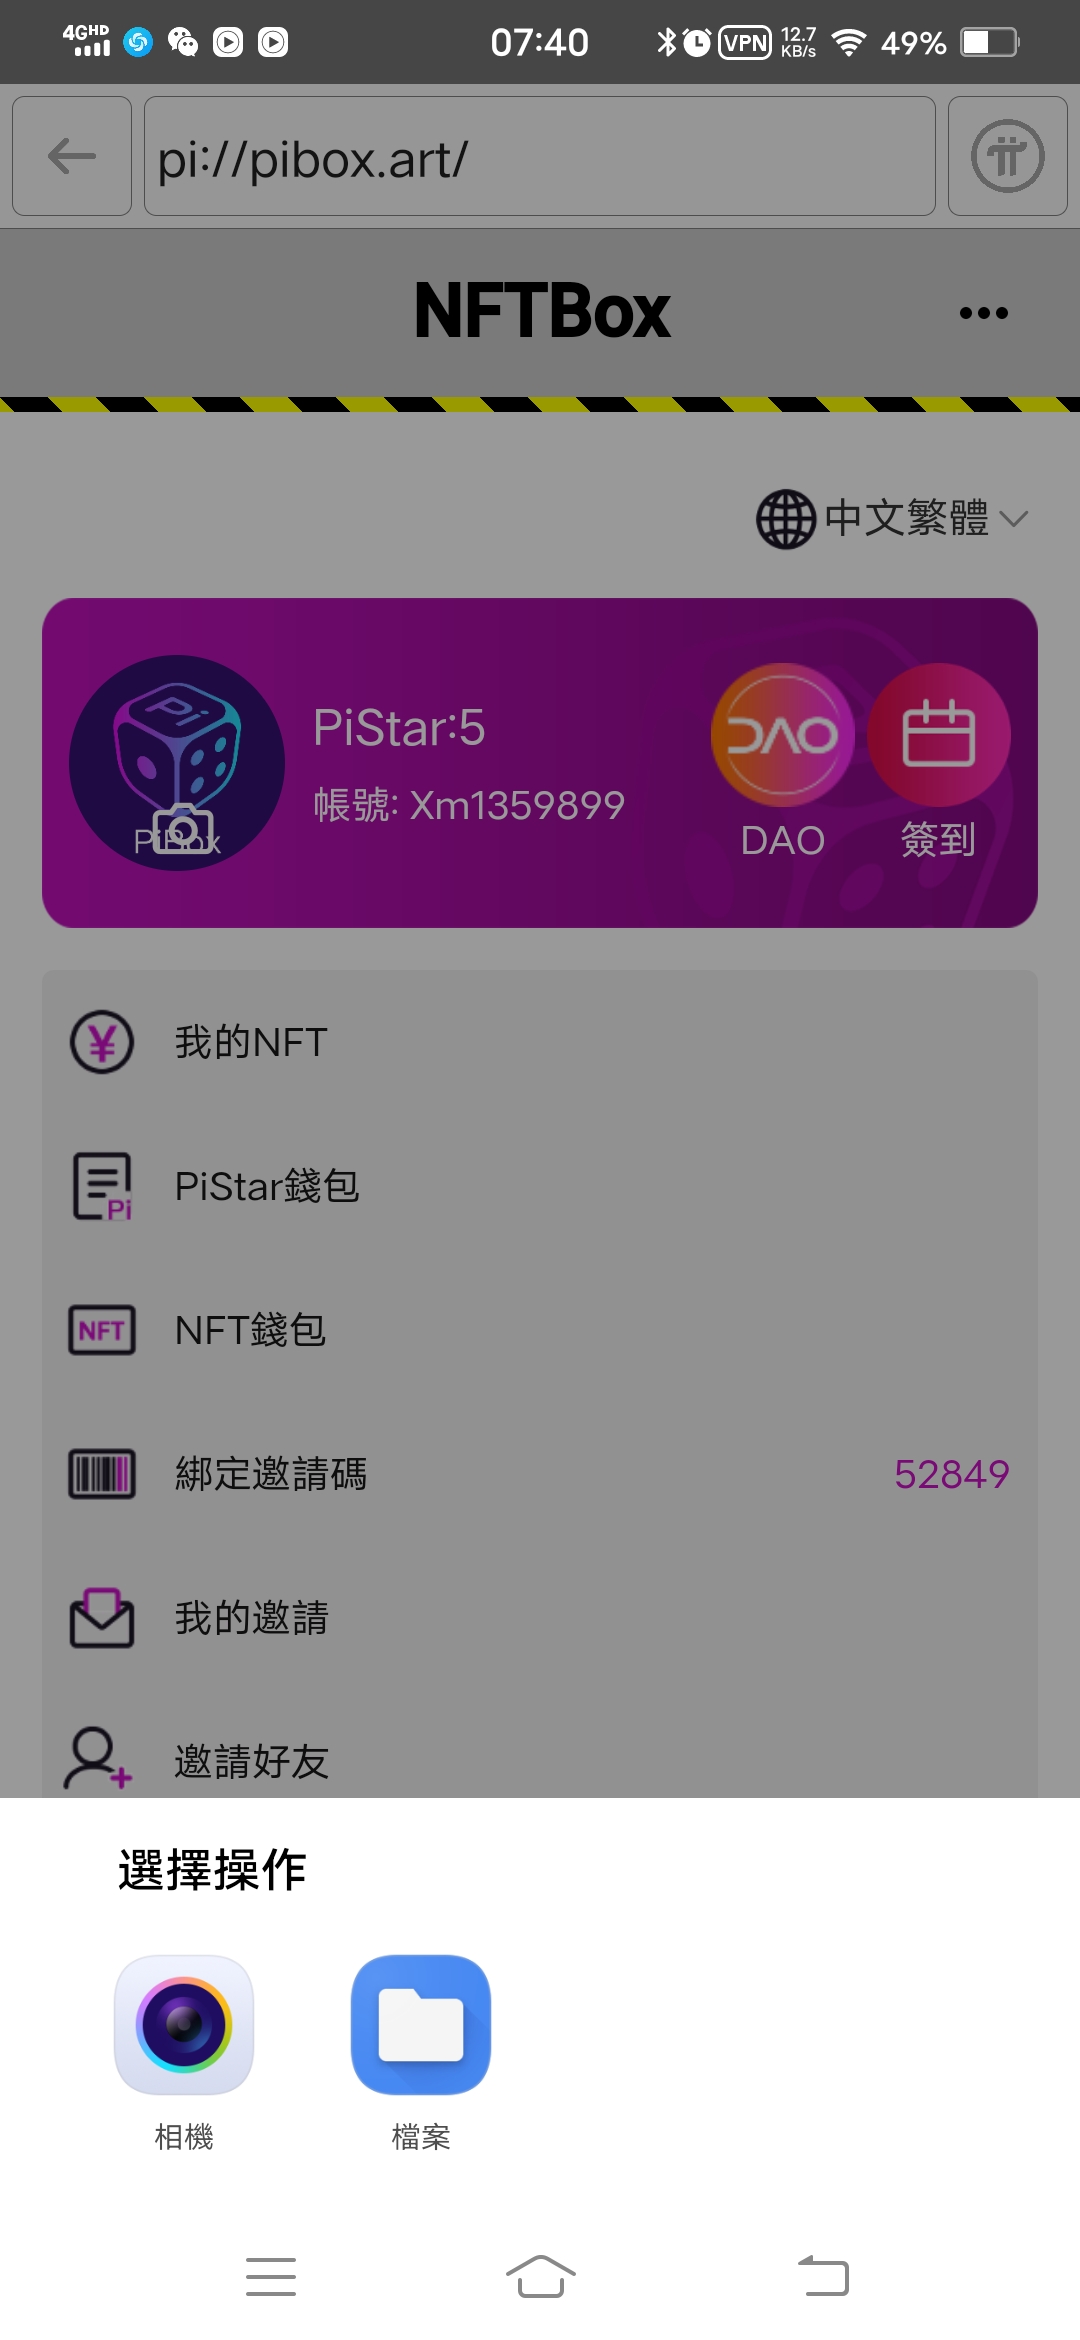 4GHD
07:40
VPN
12.7
KB/s
49%
pi://pibox.art/
NFTBox
中文繁體
PiStar:5
帳號: Xm1359899
PiBox
DAO
DAO
簽到
¥
我的NFT
Pi
PiStar錢包
NFT
NFT錢包
綁定邀請碼
52849
我的邀請
邀請好友
選擇操作
相機
檔案